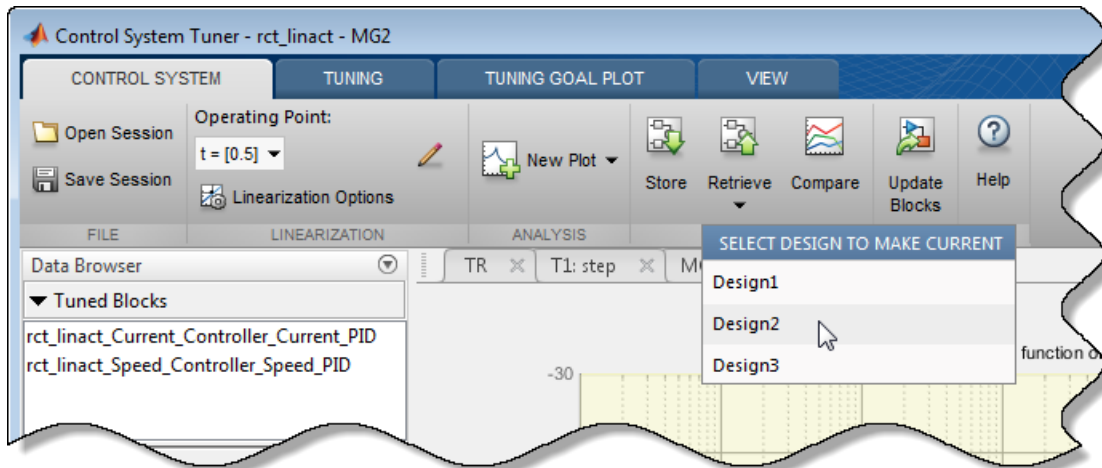 Control System Tuner - rct_linact - MG2
CONTROL SYSTEM
TUNING
TUNING GOAL PLOT
VIEW
Open Session
Save Session
FILE
Operating Point:
t = [0.5]
Linearization Options
LINEARIZATION
New Plot
ANALYSIS
Store
Retrieve
Compare
Update
Blocks
Help
SELECT DESIGN TO MAKE CURRENT
Design1
Design2
Design3
Data Browser
Tuned Blocks
rct_linact_Current_Controller_Current_PID
rct_linact_Speed_Controller_Speed_PID
TR
T1: step
-30
function